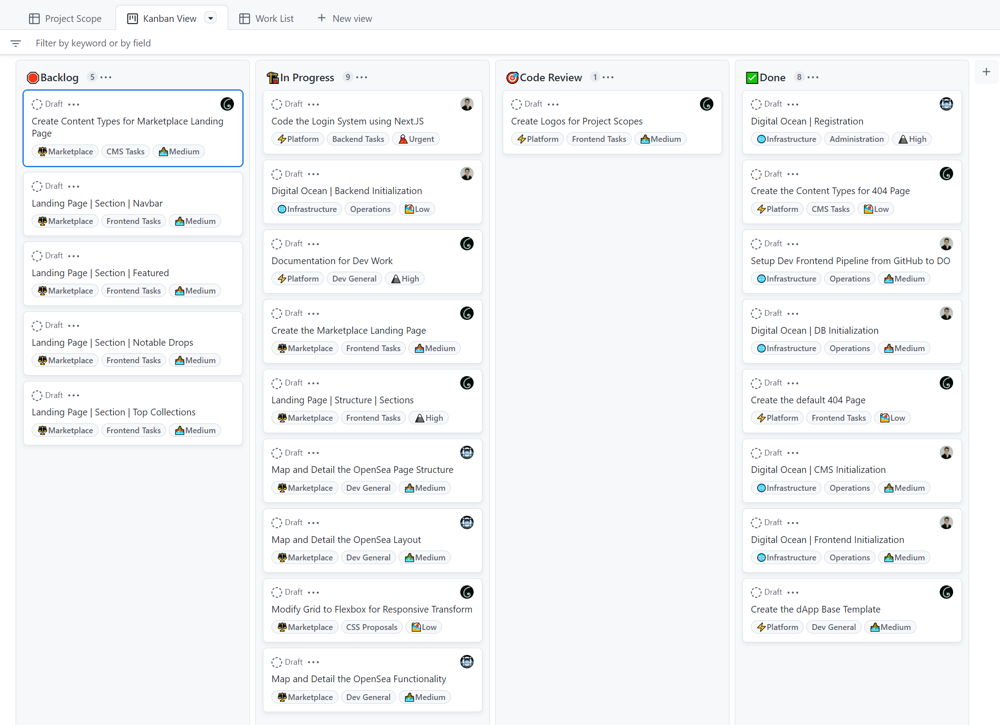 Project Scope
Kanban View
Work List
New view
Filter by keyword or by field
Backlog 5
Draft
Create Content Types for Marketplace Landing
Page
Marketplace CMS Tasks Medium
Draft
Landing Page | Section | Navbar
Marketplace Frontend Tasks Medium
Draft
Landing Page | Section | Featured
Marketplace Frontend Tasks Medium
Draft
Landing Page | Section | Notable Drops
Marketplace Frontend Tasks Medium
Draft
Landing Page | Section | Top Collections
Marketplace Frontend Tasks Medium
In Progress 9
Draft
Code the Login System using Next.JS
Platform Backend Tasks Urgent
Draft
Digital Ocean | Backend Initialization
Infrastructure Operations Low
Draft
Documentation for Dev Work
Platform Dev General High
Draft
Create the Marketplace Landing Page
Marketplace Frontend Tasks Medium
Draft
Landing Page | Structure | Sections
Marketplace Frontend Tasks High
Draft
Map and Detail the OpenSea Page Structure
Marketplace Dev General Medium
Draft
Map and Detail the OpenSea Layout
Marketplace Dev General Medium
Draft
Modify Grid to Flexbox for Responsive Transform
Marketplace CSS Proposals Low
Draft
Map and Detail the OpenSea Functionality
Marketplace Dev General Medium
Code Review 1
Draft
Create Logos for Project Scopes
Platform Frontend Tasks Medium
Done 8
Draft
Digital Ocean | Registration
Infrastructure Administration High
Draft
Create the Content Types for 404 Page
Platform CMS Tasks Low
Draft
Setup Dev Frontend Pipeline from GitHub to DO
Infrastructure Operations Medium
Draft
Digital Ocean | DB Initialization
Infrastructure Operations Medium
Draft
Create the default 404 Page
Platform Frontend Tasks Low
Draft
Digital Ocean | CMS Initialization
Infrastructure Operations Medium
Draft
Digital Ocean | Frontend Initialization
Infrastructure Operations Medium
Draft
Create the dApp Base Template
Platform Dev General Medium